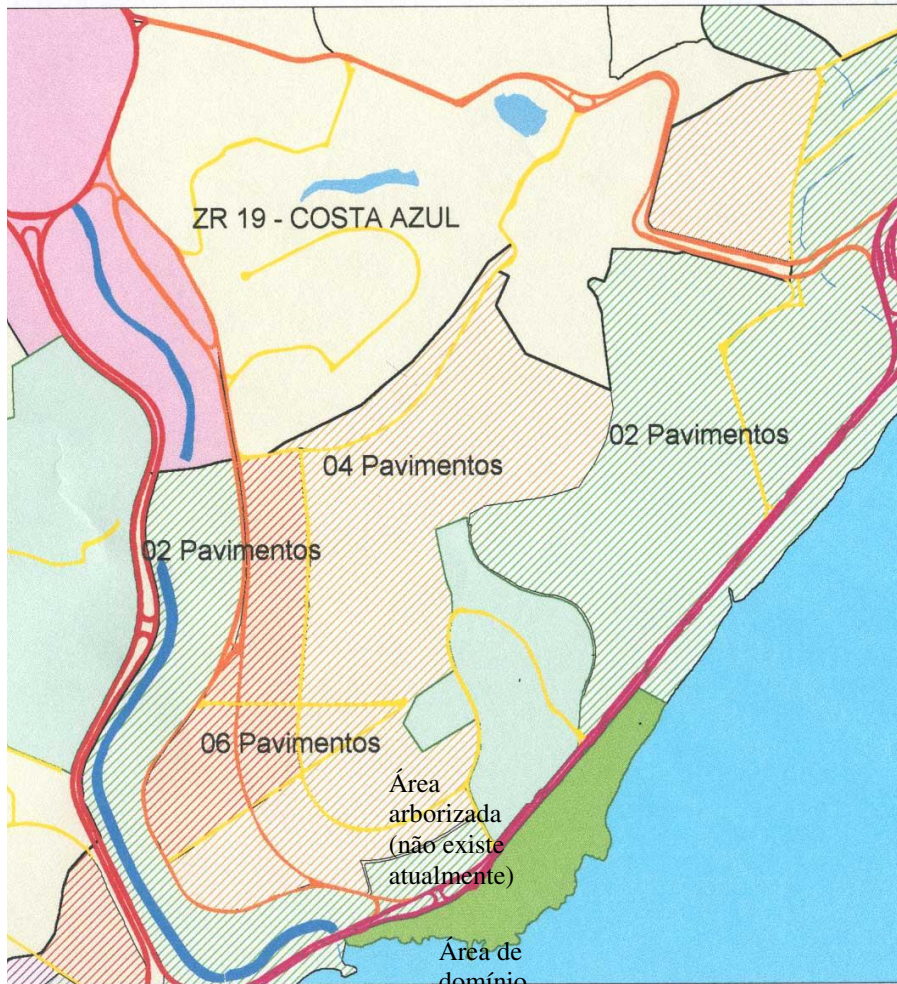 ZR 19 - COSTA AZUL
02 Pavimentos
04 Pavimentos
02 Pavimentos
06 Pavimentos
Área
arborizada
(não existe
atualmente)
Área de
domínio